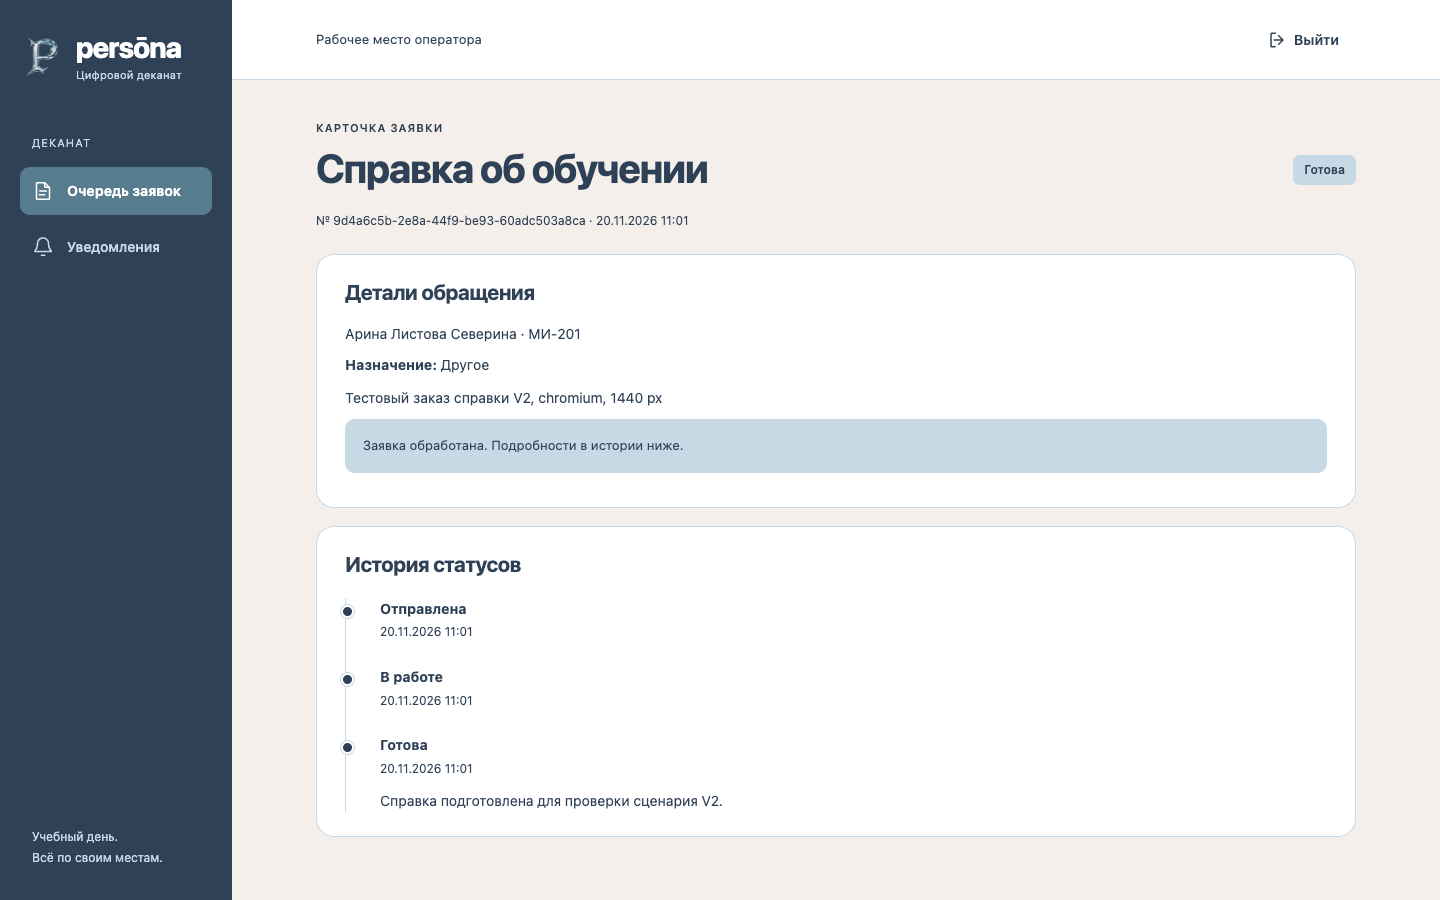 persōna
Цифровой деканат
ДЕКАНАТ
Очередь заявок
Уведомления
Учебный день.
Всё по своим местам.
Рабочее место оператора
Выйти
КАРТОЧКА ЗАЯВКИ
Справка об обучении
Готова
№ 9d4a6c5b-2e8a-44f9-be93-60adc503a8ca · 20.11.2026 11:01
Детали обращения
Арина Листова Северина · МИ-201
Назначение: Другое
Тестовый заказ справки V2, chromium, 1440 px
Заявка обработана. Подробности в истории ниже.
История статусов
Отправлена
20.11.2026 11:01
В работе
20.11.2026 11:01
Готова
20.11.2026 11:01
Справка подготовлена для проверки сценария V2.